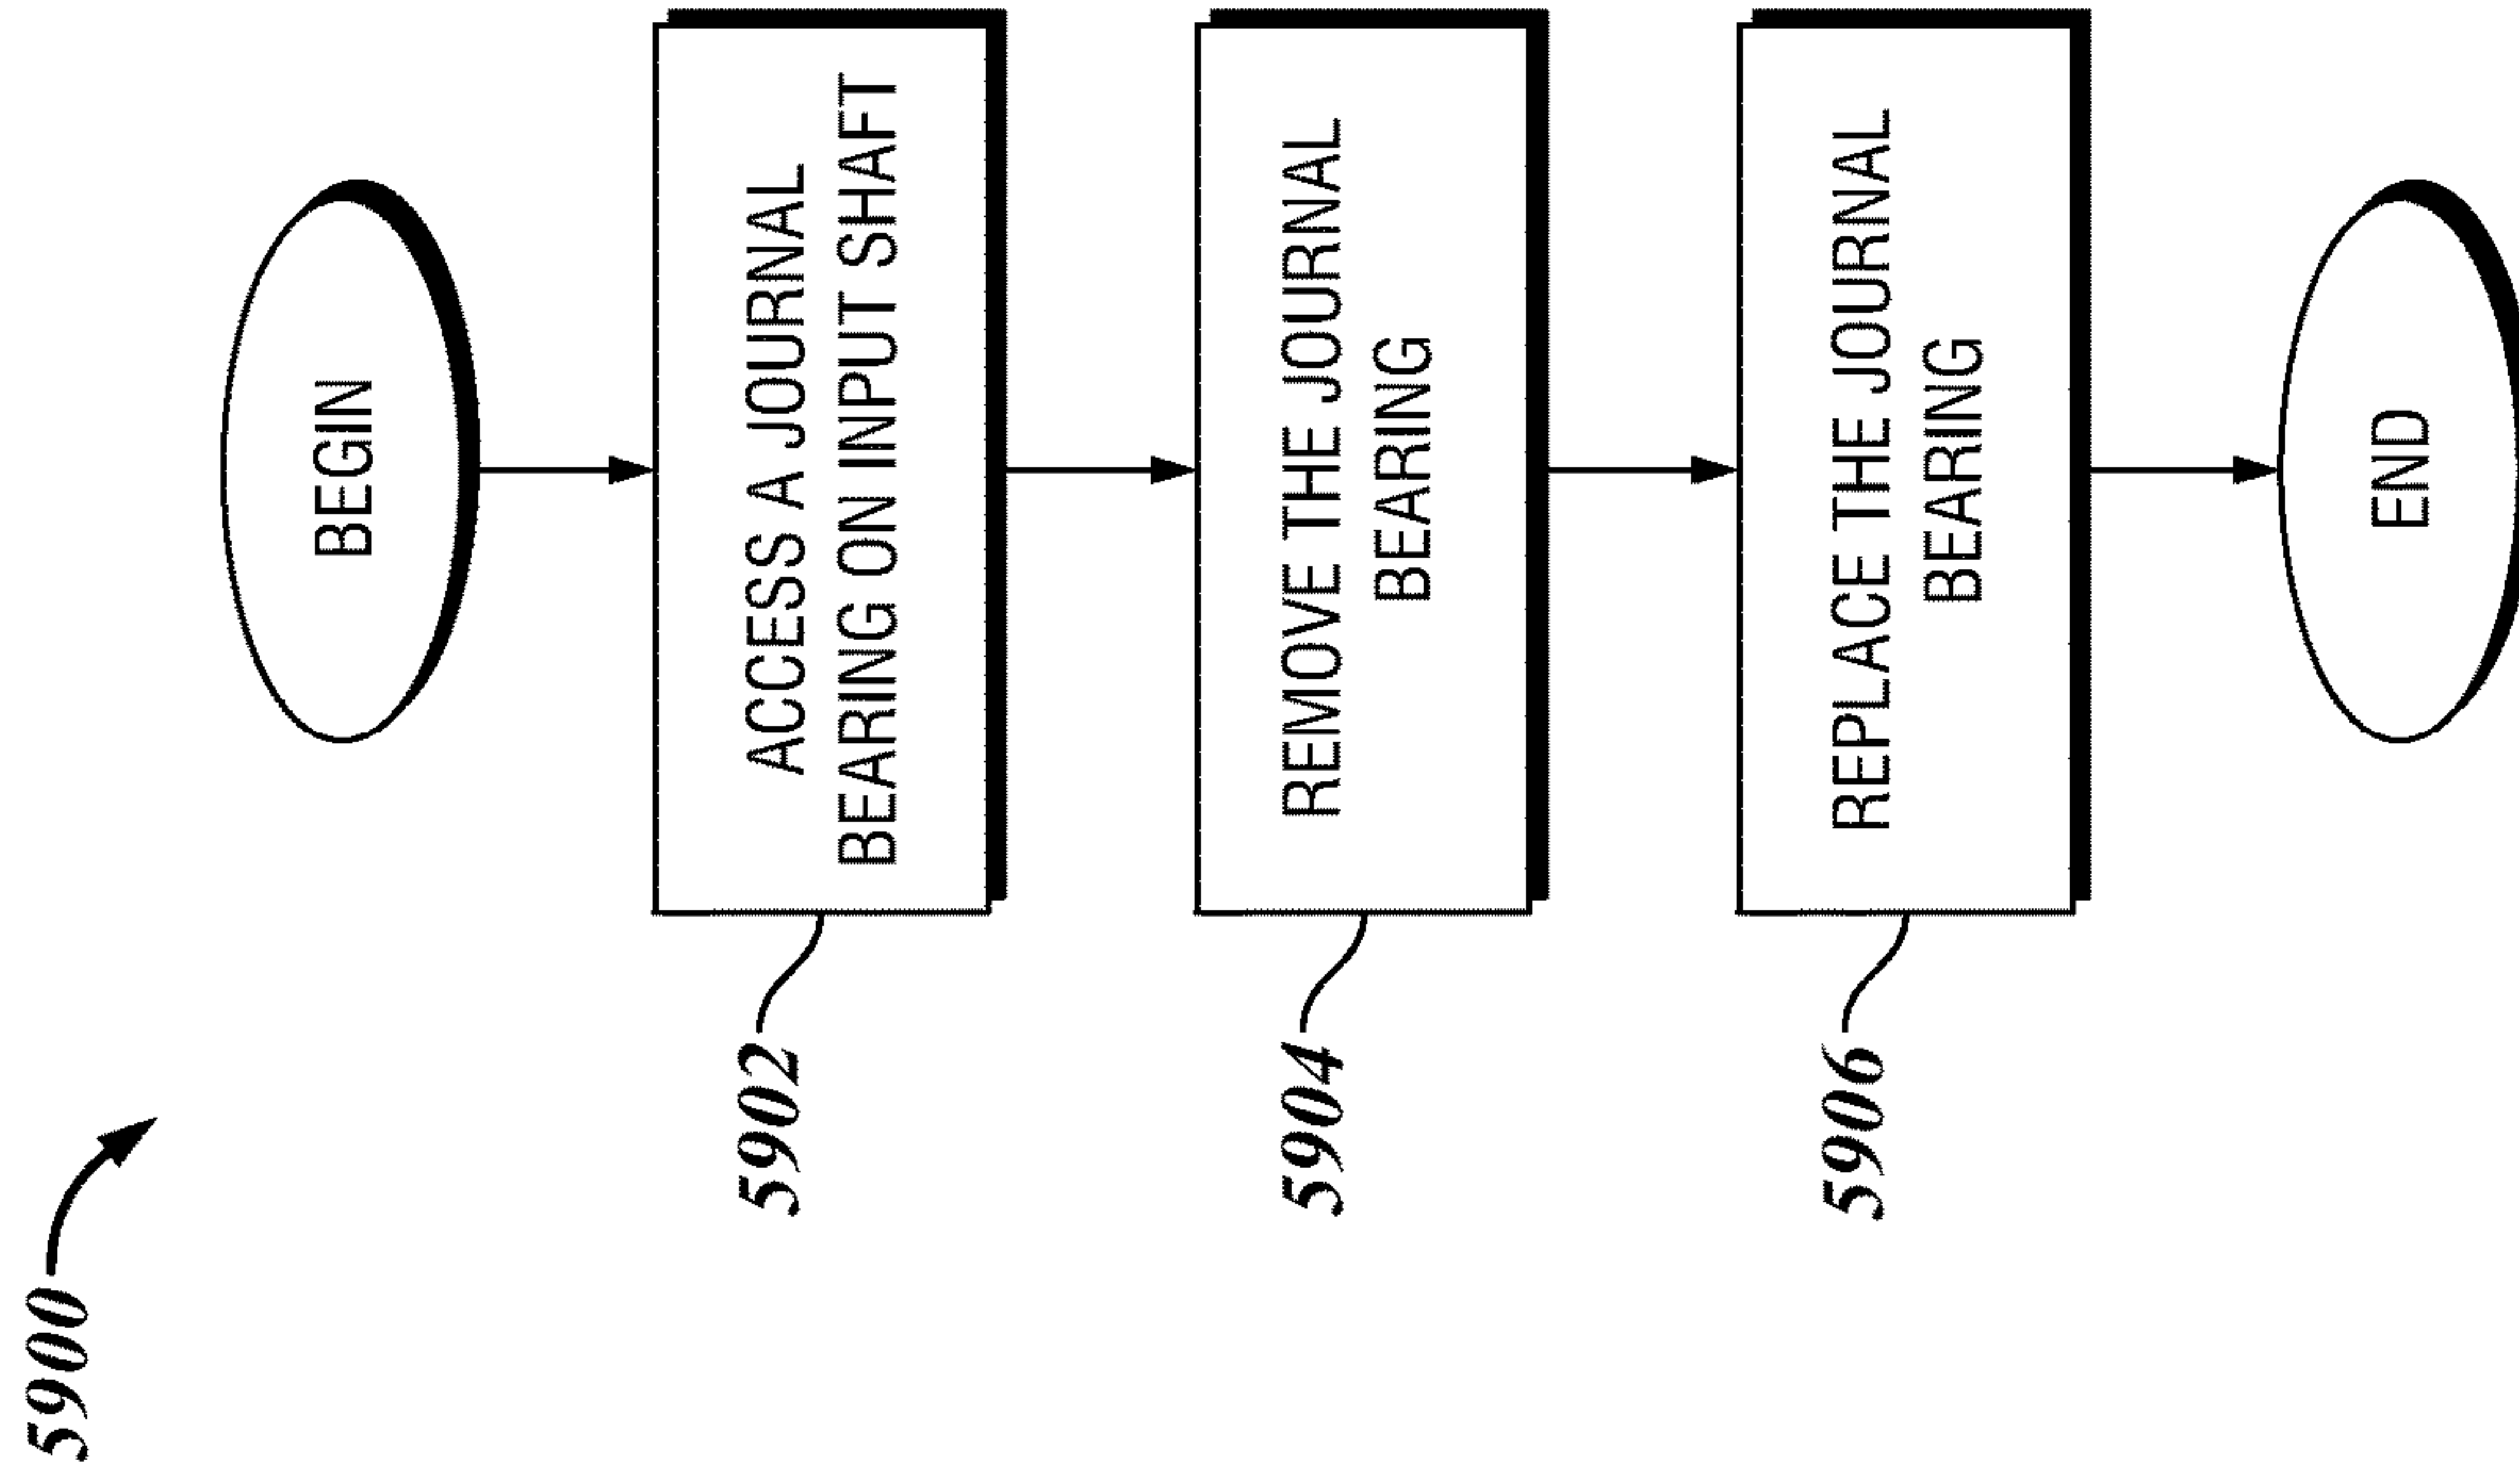 5900
BEGIN
5902
ACCESS A JOURNAL
BEARING ON INPUT SHAFT
5904
REMOVE THE JOURNAL
BEARING
5906
REPLACE THE JOURNAL
BEARING
END